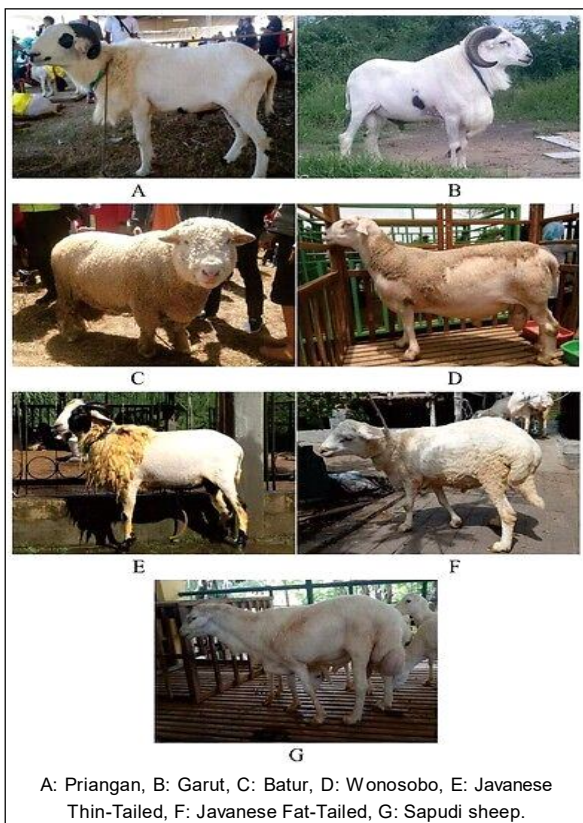 A
B
C
D
E
F
G
A: Priangan, B: Garut, C: Batur, D: Wonosobo, E: Javanese
Thin-Tailed, F: Javanese Fat-Tailed, G: Sapudi sheep.